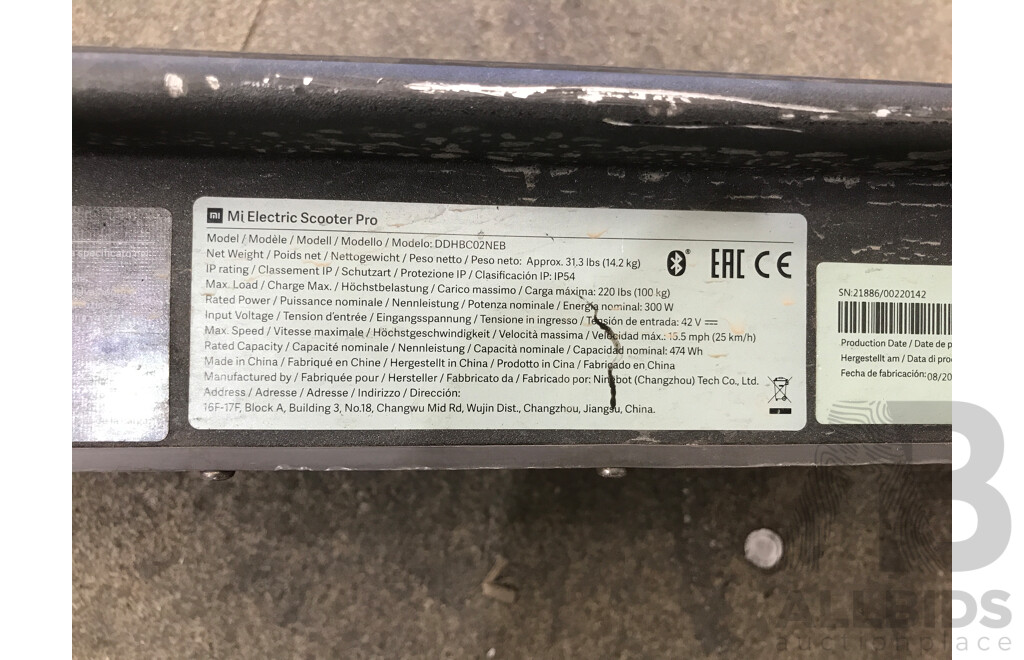 especificatore
mi Mi Electric Scooter Pro
Model / Modèle / Modell / Modello / Modelo: DDHBC02NEB
Net Weight / Poids net / Nettogewicht / Peso netto / Peso neto: Approx. 31,3 lbs (14.2 kg)
IP rating / Classement IP / Schutzart / Protezione IP / Clasificación IP: IP54
Max. Load / Charge Max. / Höchstbelastung / Carico massimo / Carga máxima: 220 lbs (100 kg)
Rated Power / Puissance nominale / Nennleistung / Potenza nominale / Energía nominal: 300 W
Input Voltage / Tension d'entrée / Eingangsspannung / Tensione in ingresso / Tensión de entrada: 42 V
Max. Speed / Vitesse maximale / Höchstgeschwindigkeit / Velocità massima / Velocidad máx.: 15.5 mph (25 km/h)
Rated Capacity / Capacité nominale / Nennleistung / Capacità nominale / Capacidad nominal: 474 Wh
Made in China / Fabriqué en Chine / Hergestellt in China / Prodotto in Cina / Fabricado en China
Manufactured by / Fabriquée pour / Hersteller / Fabbricato da / Fabricado por: Ninebot (Changzhou) Tech Co., Ltd.
Address / Adresse / Adresse / Indirizzo / Dirección:
16F-17F, Block A, Building 3, No.18, Changwu Mid Rd, Wujin Dist., Changzhou, Jiangsu, China.
EAC CE
SN:21886/00220142
Production Date / Date de p
Hergestellt am / Data di pro
Fecha de fabricación:08/20
ALLBIDS
auctionplace